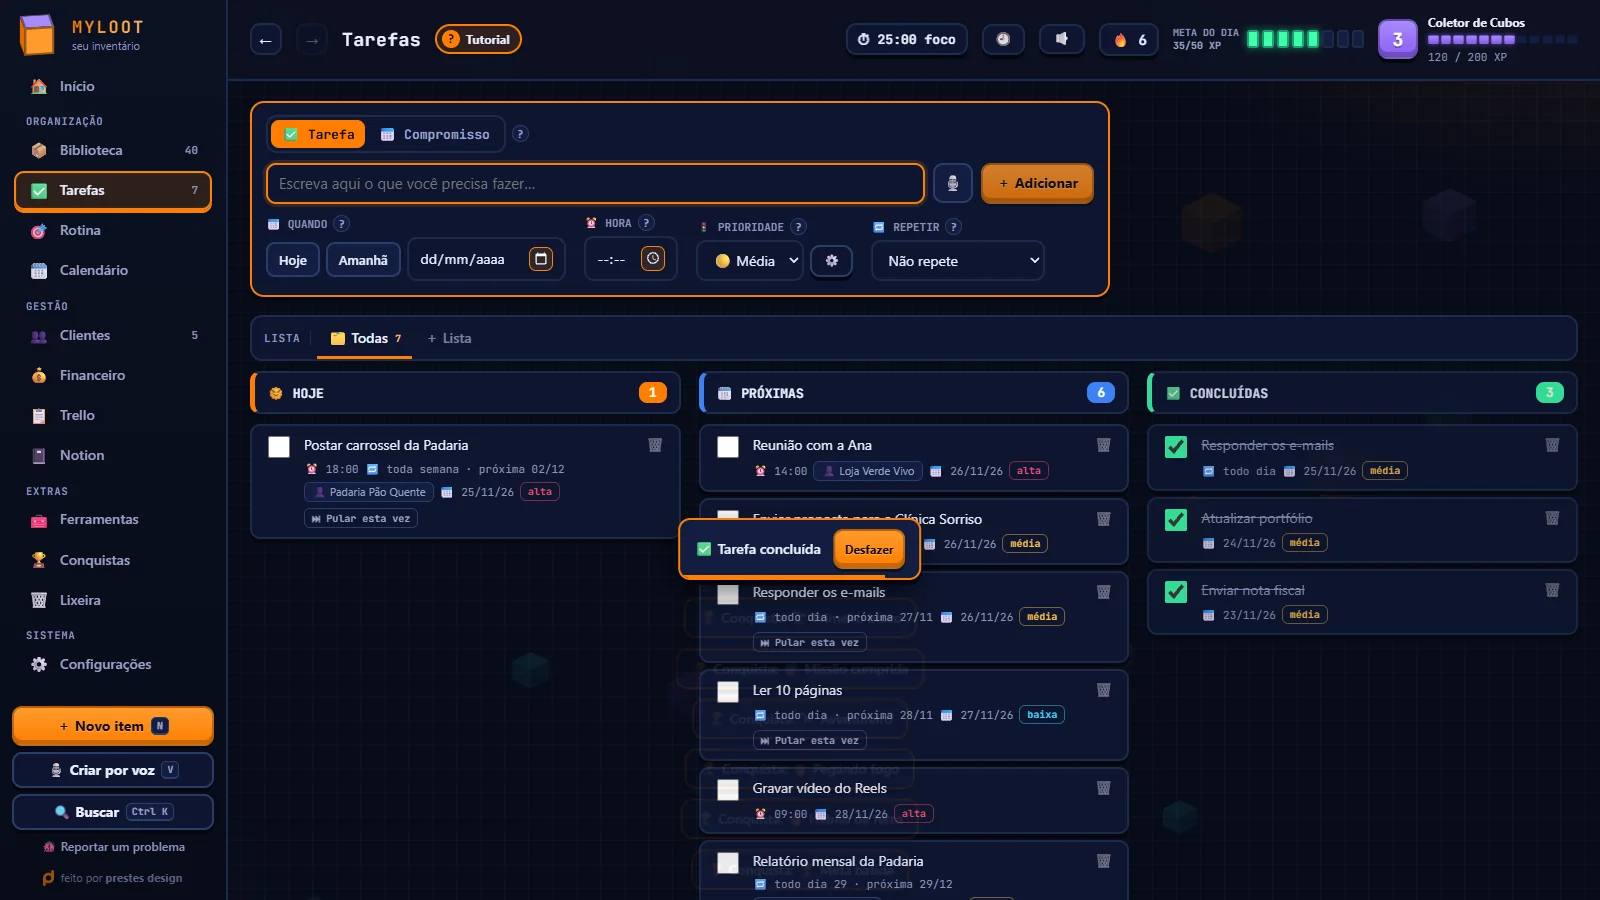 MYLOOT
seu inventário
Início
ORGANIZAÇÃO
Biblioteca 40
Tarefas 7
Rotina
Calendário
GESTÃO
Clientes 5
Financeiro
Trello
Notion
EXTRAS
Ferramentas
Conquistas
Lixeira
SISTEMA
Configurações
+ Novo item N
Criar por voz V
Buscar Ctrl K
Reportar um problema
feito por prestes design
← → Tarefas ? Tutorial
25:00 foco
6
META DO DIA
35/50 XP
3
Coletor de Cubos
120 / 200 XP
Tarefa Compromisso ?
Escreva aqui o que você precisa fazer...
+ Adicionar
QUANDO ? HORA ? PRIORIDADE ? REPETIR ?
Hoje Amanhã dd/mm/aaaa --:-- Média Não repete
LISTA Todas 7 + Lista
HOJE 1
Postar carrossel da Padaria
18:00 toda semana · próxima 02/12
Padaria Pão Quente 25/11/26 alta
Pular esta vez
PRÓXIMAS 6
Reunião com a Ana
14:00 Loja Verde Vivo 26/11/26 alta
Clínica Sorriso
26/11/26 média
Tarefa concluída Desfazer
Responder os e-mails
todo dia · próxima 27/11 26/11/26 média
Pular esta vez
Conquista: Missão cumprida
Ler 10 páginas
todo dia · próxima 28/11 27/11/26 baixa
Pular esta vez
Conquista: Pegando fogo
Gravar vídeo do Reels
09:00 28/11/26 alta
Relatório mensal da Padaria
todo dia 29 · próxima 29/12
CONCLUÍDAS 3
Responder os e-mails
todo dia 25/11/26 média
Atualizar portfólio
24/11/26 média
Enviar nota fiscal
23/11/26 média